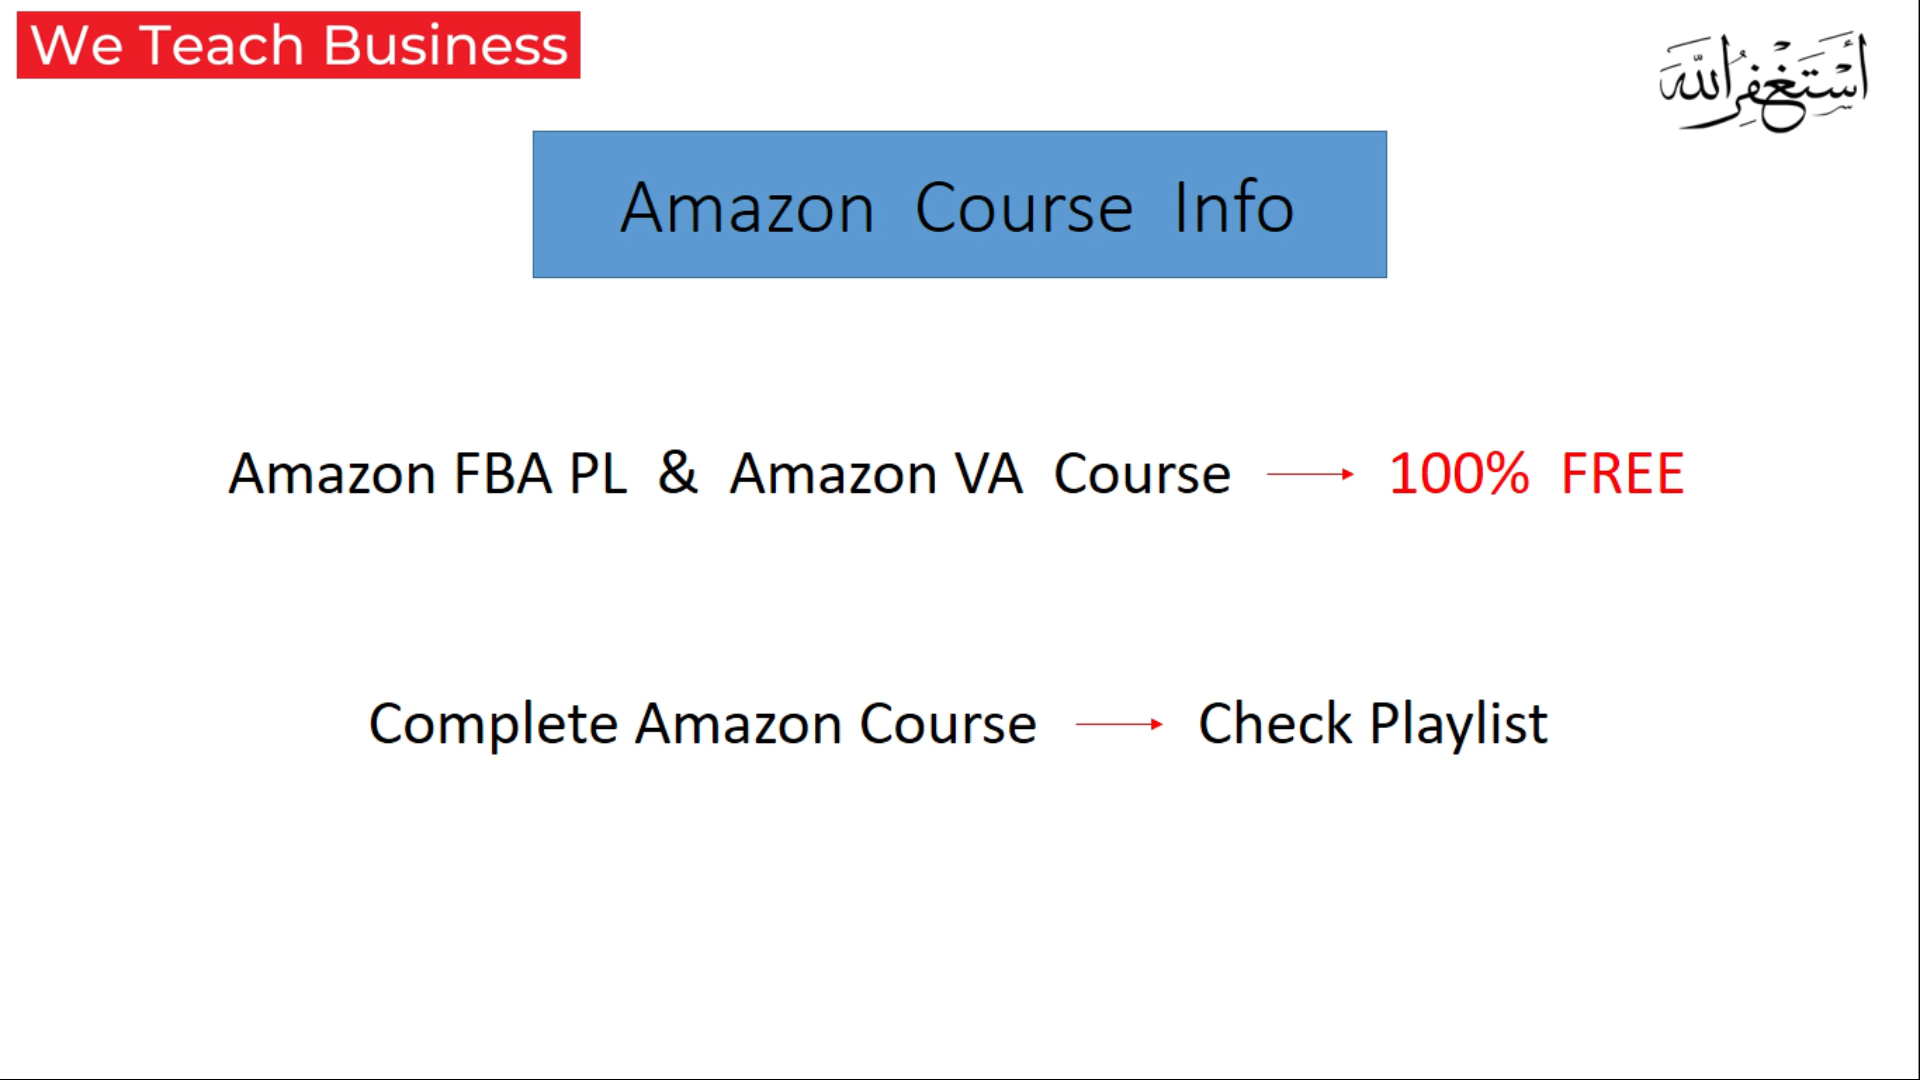 We Teach Business
أَسْتَغْفِرُ اللّٰه
Amazon Course Info
Amazon FBA PL & Amazon VA Course → 100% FREE
Complete Amazon Course → Check Playlist